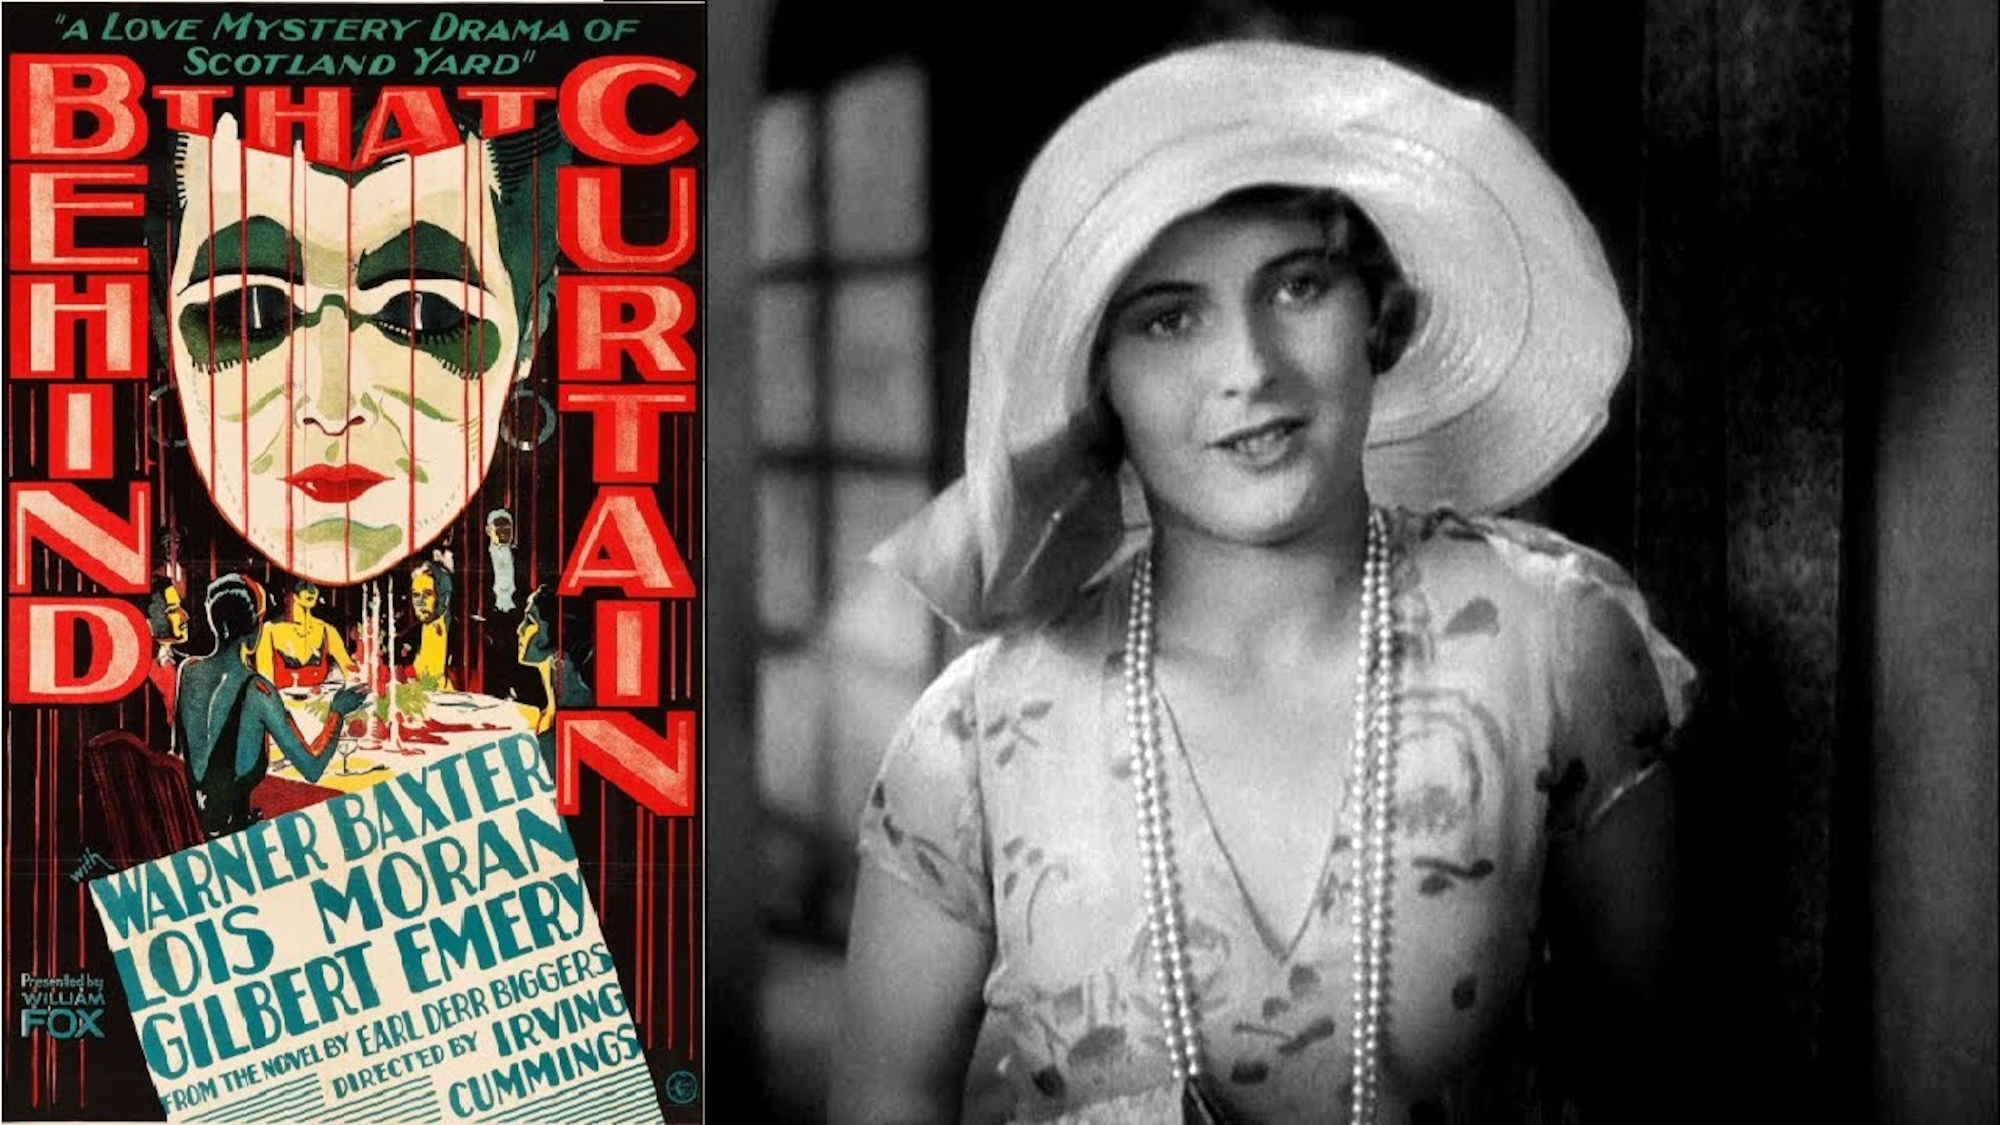 "A LOVE MYSTERY DRAMA OF
SCOTLAND YARD"
BEHIND
THAT
CURTAIN
with
WARNER BAXTER
LOIS MORAN
GILBERT EMERY
FROM THE NOVEL BY EARL DERR BIGGERS
DIRECTED BY IRVING
CUMMINGS
Presented by
WILLIAM
FOX